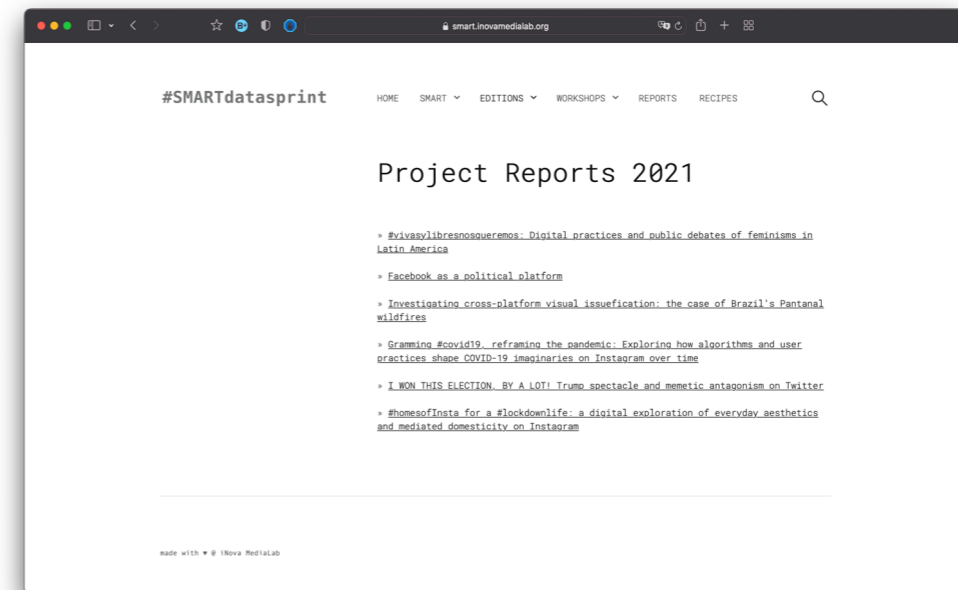 smart.inovamedialab.org
#SMARTdatasprint
HOME SMART EDITIONS WORKSHOPS REPORTS RECIPES
Project Reports 2021
» #vivasylibresnosqueremos: Digital practices and public debates of feminisms in
Latin America
» Facebook as a political platform
» Investigating cross-platform visual issuefication: the case of Brazil's Pantanal
wildfires
» Gramming #covid19, reframing the pandemic: Exploring how algorithms and user
practices shape COVID-19 imaginaries on Instagram over time
» I WON THIS ELECTION, BY A LOT! Trump spectacle and memetic antagonism on Twitter
» #homesofInsta for a #lockdownlife: a digital exploration of everyday aesthetics
and mediated domesticity on Instagram
made with ♥ @ iNova MediaLab